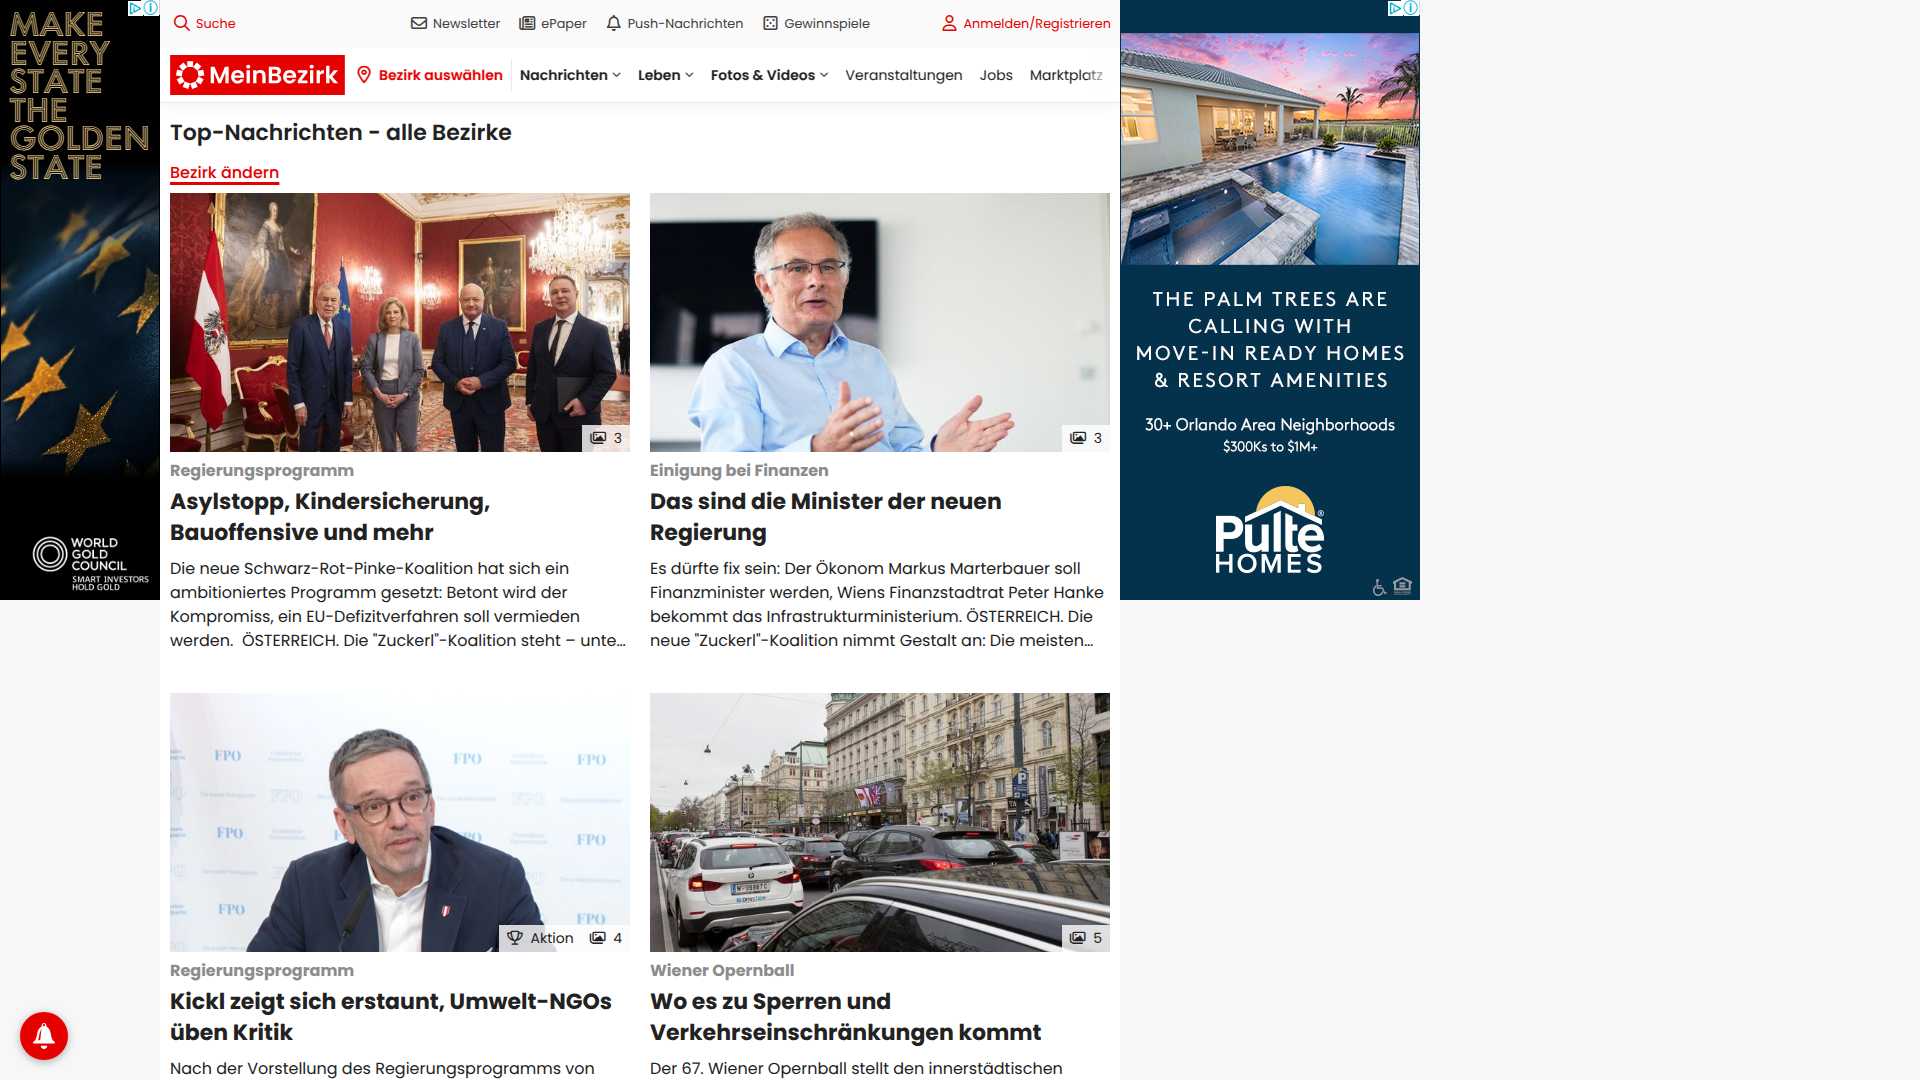 MAKE
EVERY
STATE
THE
GOLDEN
STATE
WORLD
GOLD
COUNCIL
SMART INVESTORS
HOLD GOLD
Suche
Newsletter
ePaper
Push-Nachrichten
Gewinnspiele
Anmelden/Registrieren
MeinBezirk
Bezirk auswählen
Nachrichten
Leben
Fotos & Videos
Veranstaltungen
Jobs
Marktplatz
Top-Nachrichten - alle Bezirke
Bezirk ändern
3
Regierungsprogramm
Asylstopp, Kindersicherung,
Bauoffensive und mehr
Die neue Schwarz-Rot-Pinke-Koalition hat sich ein
ambitioniertes Programm gesetzt: Betont wird der
Kompromiss, ein EU-Defizitverfahren soll vermieden
werden.  ÖSTERREICH. Die "Zuckerl"-Koalition steht – unte...
3
Einigung bei Finanzen
Das sind die Minister der neuen
Regierung
Es dürfte fix sein: Der Ökonom Markus Marterbauer soll
Finanzminister werden, Wiens Finanzstadtrat Peter Hanke
bekommt das Infrastrukturministerium. ÖSTERREICH. Die
neue "Zuckerl"-Koalition nimmt Gestalt an: Die meisten...
FPO FPO FPO
FPO FPO
FPO FPO
Aktion 4
Regierungsprogramm
Kickl zeigt sich erstaunt, Umwelt-NGOs
üben Kritik
Nach der Vorstellung des Regierungsprogramms von
P
5
Wiener Opernball
Wo es zu Sperren und
Verkehrseinschränkungen kommt
Der 67. Wiener Opernball stellt den innerstädtischen
THE PALM TREES ARE
CALLING WITH
MOVE-IN READY HOMES
& RESORT AMENITIES
30+ Orlando Area Neighborhoods
$300Ks to $1M+
Pulte®
HOMES